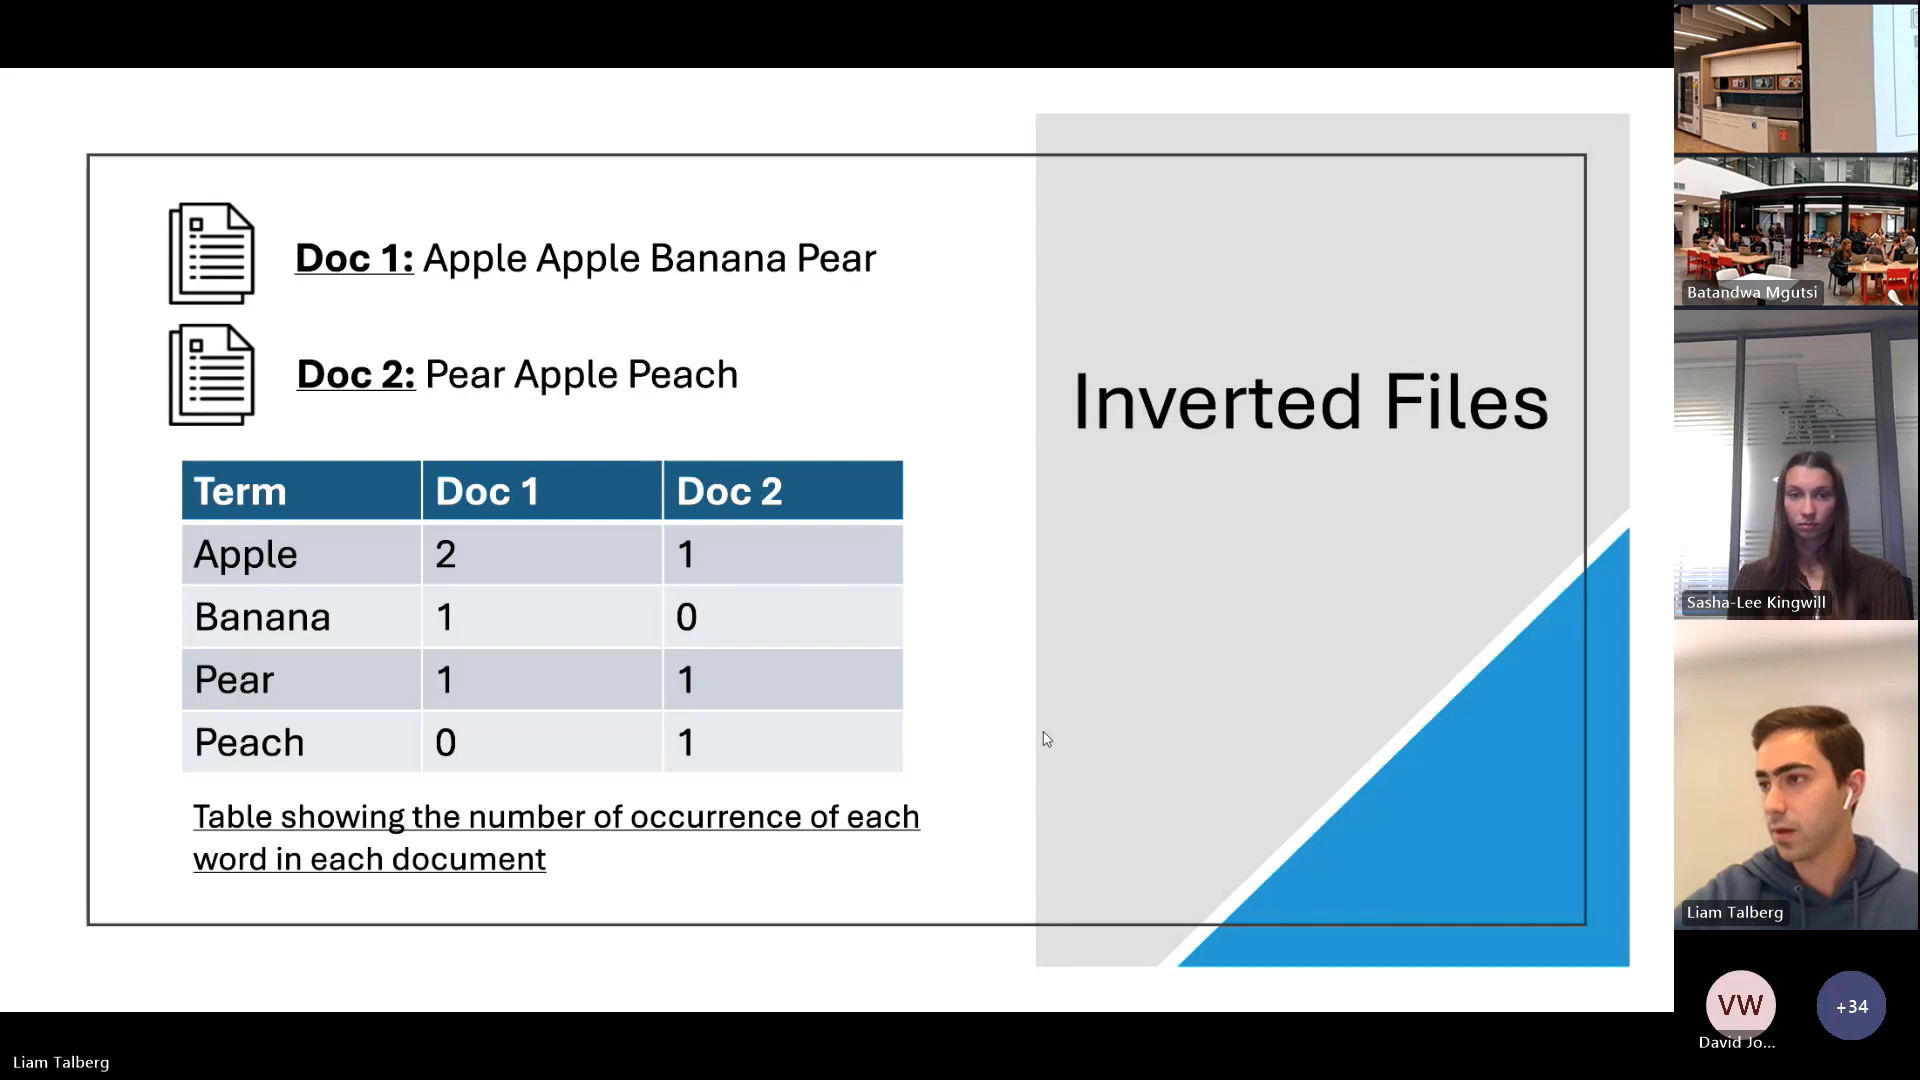 Doc 1: Apple Apple Banana Pear
Doc 2: Pear Apple Peach
Inverted Files
Term Doc 1 Doc 2
Apple 2 1
Banana 1 0
Pear 1 1
Peach 0 1
Table showing the number of occurrence of each
word in each document
Batandwa Mgutsi
Sasha-Lee Kingwill
Liam Talberg
VW
David Jo...
+34
Liam Talberg